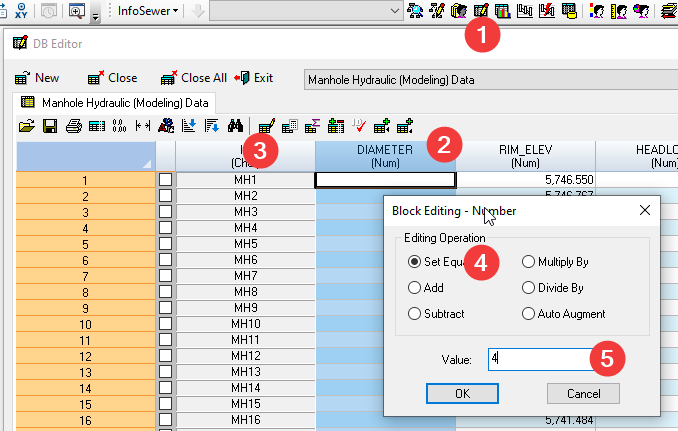 InfoSewer
1
DB Editor
New Close Close All Exit Manhole Hydraulic (Modeling) Data
Manhole Hydraulic (Modeling) Data
2
3
DIAMETER RIM_ELEV
(Num) (Num)
1 MH1 5,746.550
2 MH2 5,746.767
3 MH3
4 MH4
5 MH5
6 MH6
7 MH7
8 MH8
9 MH9
10 MH10
11 MH11
12 MH12
13 MH13
14 MH14
15 MH15
16 MH16 5,741.484
Block Editing - Number
Editing Operation
Set 4 Multiply By
Add Divide By
Subtract Auto Augment
Value: 4 5
OK Cancel